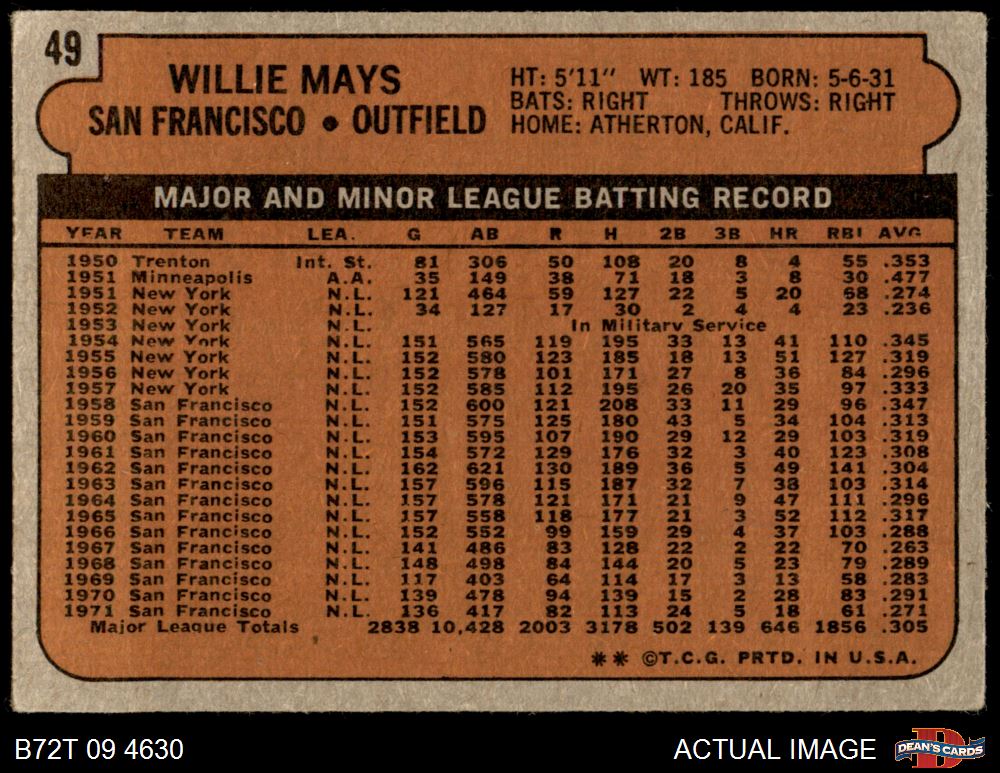 49
WILLIE MAYS
SAN FRANCISCO • OUTFIELD
HT: 5'11" WT: 185 BORN: 5-6-31
BATS: RIGHT THROWS: RIGHT
HOME: ATHERTON, CALIF.
MAJOR AND MINOR LEAGUE BATTING RECORD
YEAR TEAM LEA. G AB R H 2B 3B HR RBI AVG
1950 Trenton Int. St. 81 306 50 108 20 8 4 55 .353
1951 Minneapolis A.A. 35 149 38 71 18 3 8 30 .477
1951 New York N.L. 121 464 59 127 22 5 20 68 .274
1952 New York N.L. 34 127 17 30 2 4 4 23 .236
1953 New York N.L. In Military Service
1954 New York N.L. 151 565 119 195 33 13 41 110 .345
1955 New York N.L. 152 580 123 185 18 13 51 127 .319
1956 New York N.L. 152 578 101 171 27 8 36 84 .296
1957 New York N.L. 152 585 112 195 26 20 35 97 .333
1958 San Francisco N.L. 152 600 121 208 33 11 29 96 .347
1959 San Francisco N.L. 151 575 125 180 43 5 34 104 .313
1960 San Francisco N.L. 153 595 107 190 29 12 29 103 .319
1961 San Francisco N.L. 154 572 129 176 32 3 40 123 .308
1962 San Francisco N.L. 162 621 130 189 36 5 49 141 .304
1963 San Francisco N.L. 157 596 115 187 32 7 38 103 .314
1964 San Francisco N.L. 157 578 121 171 21 9 47 111 .296
1965 San Francisco N.L. 157 558 118 177 21 3 52 112 .317
1966 San Francisco N.L. 152 552 99 159 29 4 37 103 .288
1967 San Francisco N.L. 141 486 83 128 22 2 22 70 .263
1968 San Francisco N.L. 148 498 84 144 20 5 23 79 .289
1969 San Francisco N.L. 117 403 64 114 17 3 13 58 .283
1970 San Francisco N.L. 139 478 94 139 15 2 28 83 .291
1971 San Francisco N.L. 136 417 82 113 24 5 18 61 .271
Major League Totals 2838 10,428 2003 3178 502 139 646 1856 .305
** ©T.C.G. PRTD. IN U.S.A.
B72T 09 4630
ACTUAL IMAGE
D
DEAN'S CARDS